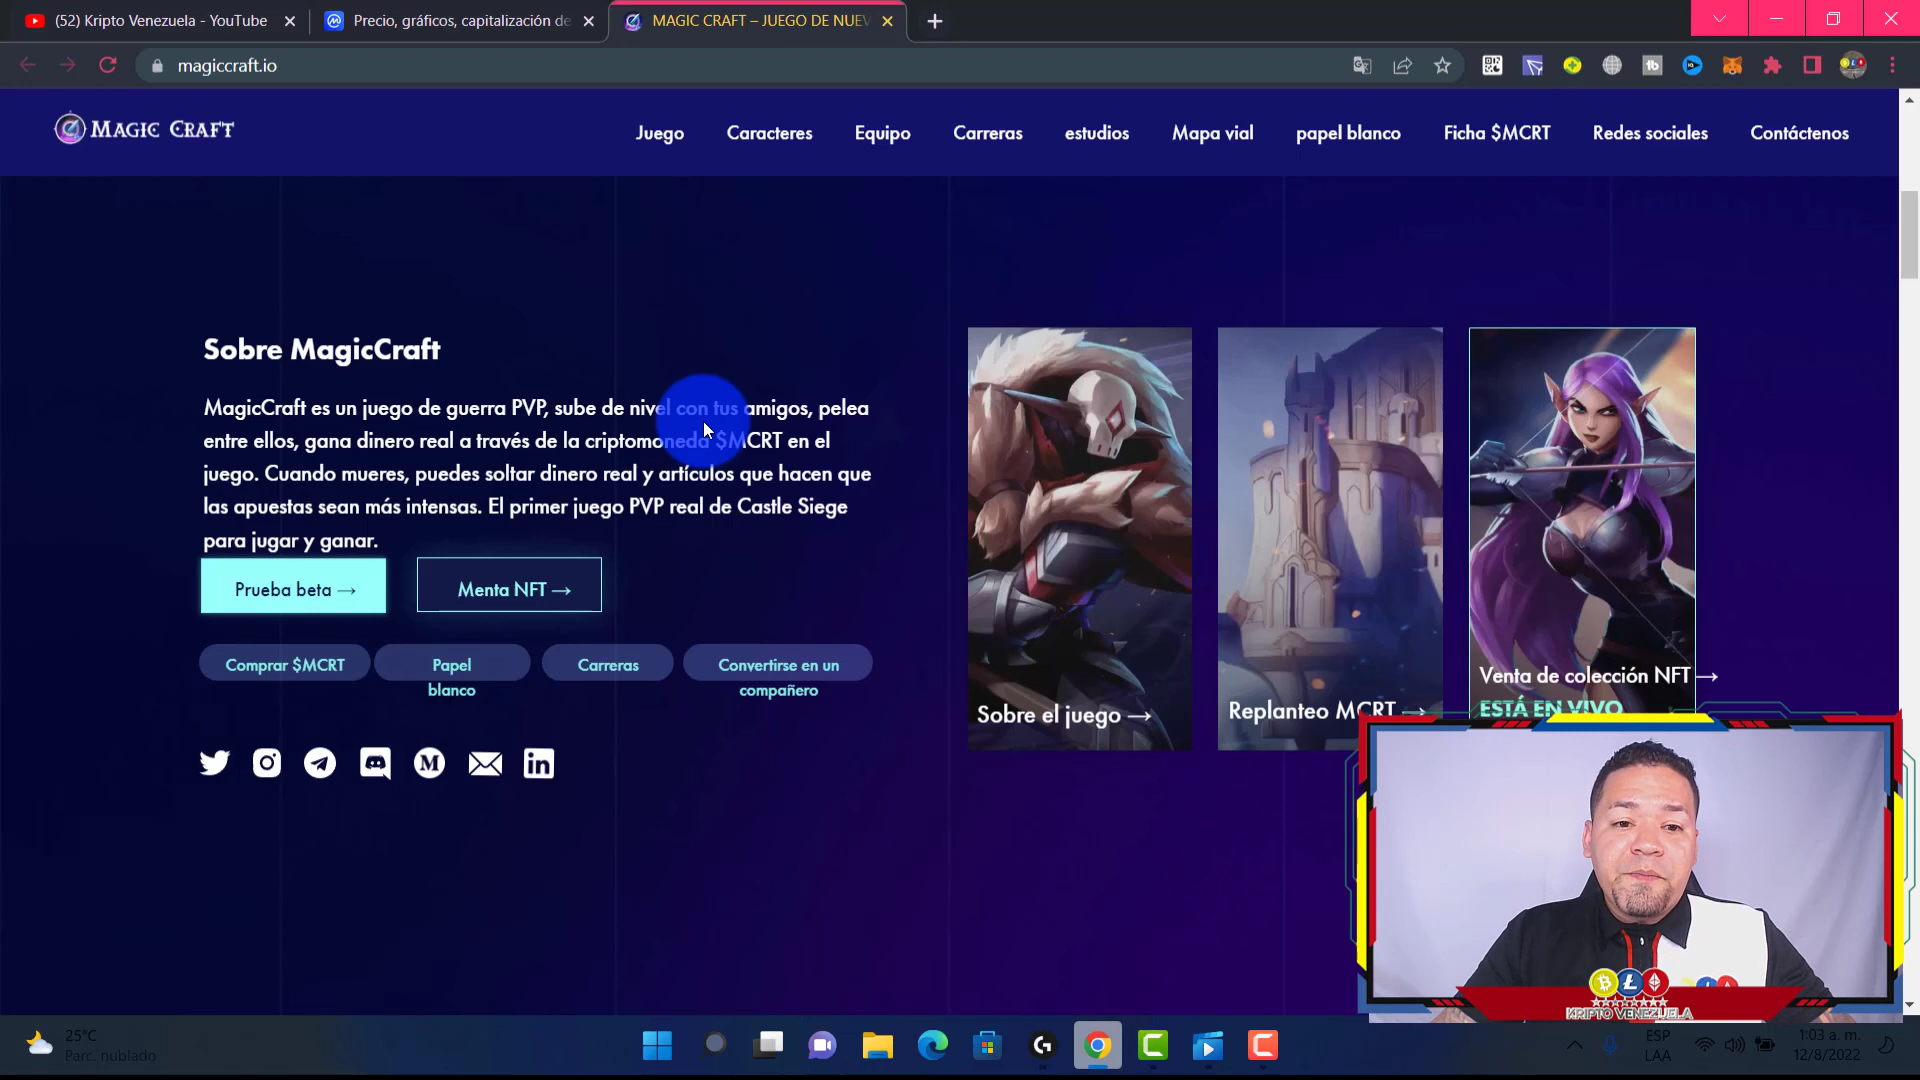 (52) Kripto Venezuela - YouTube
Precio, gráficos, capitalización de
MAGIC CRAFT – JUEGO DE NUEV
magiccraft.io
MAGIC CRAFT
Juego
Caracteres
Equipo
Carreras
estudios
Mapa vial
papel blanco
Ficha $MCRT
Redes sociales
Contáctenos
Sobre MagicCraft
MagicCraft es un juego de guerra PVP, sube de nivel con tus amigos, pelea
entre ellos, gana dinero real a través de la criptomoneda $MCRT en el
juego. Cuando mueres, puedes soltar dinero real y artículos que hacen que
las apuestas sean más intensas. El primer juego PVP real de Castle Siege
para jugar y ganar.
Prueba beta →
Menta NFT →
Comprar $MCRT
Papel
blanco
Carreras
Convertirse en un
compañero
Sobre el juego →
Replanteo MCRT →
Venta de colección NFT →
ESTÁ EN VIVO
KRIPTO VENEZUELA
25°C
Parc. nublado
ESP
LAA
1:03 a. m.
12/8/2022